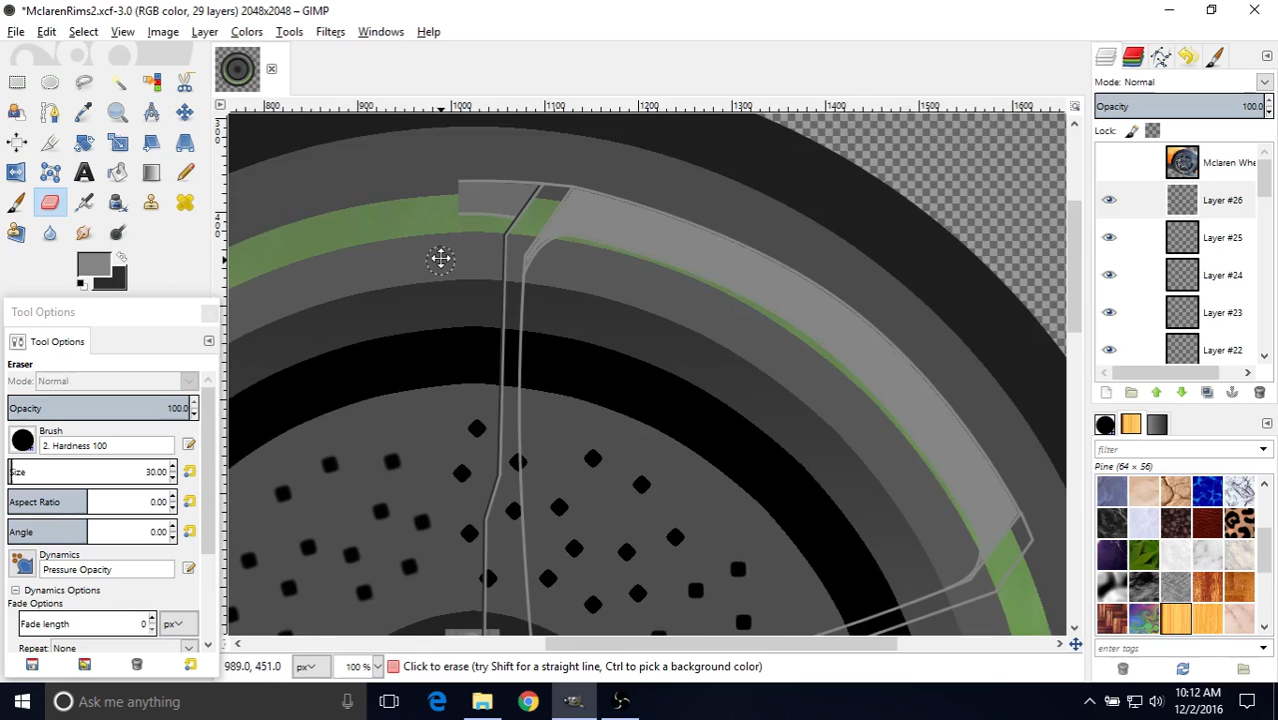 *MclarenRims2.xcf-3.0 (RGB color, 29 layers) 2048x2048 – GIMP
File Edit Select View Image Layer Colors Tools Filters Windows Help
Mode: Normal
800 900 1000 1100 1200 1300 1400 1500 1600
Opacity 100.0
Lock:
Mclaren Whe
Layer #26
Layer #25
Layer #24
Layer #23
Layer #22
Tool Options
Tool Options
Eraser
Mode: Normal
Opacity 100.0
Brush
2. Hardness 100
Size 30.00
Aspect Ratio 0.00
Angle 0.00
Dynamics
Pressure Opacity
Dynamics Options
Fade Options
Fade length 0 px
Repeat: None
filter
Pine (64 × 56)
enter tags
989.0, 451.0 px 100 % Click to erase (try Shift for a straight line, Ctrl to pick a background color)
Ask me anything
10:12 AM
12/2/2016